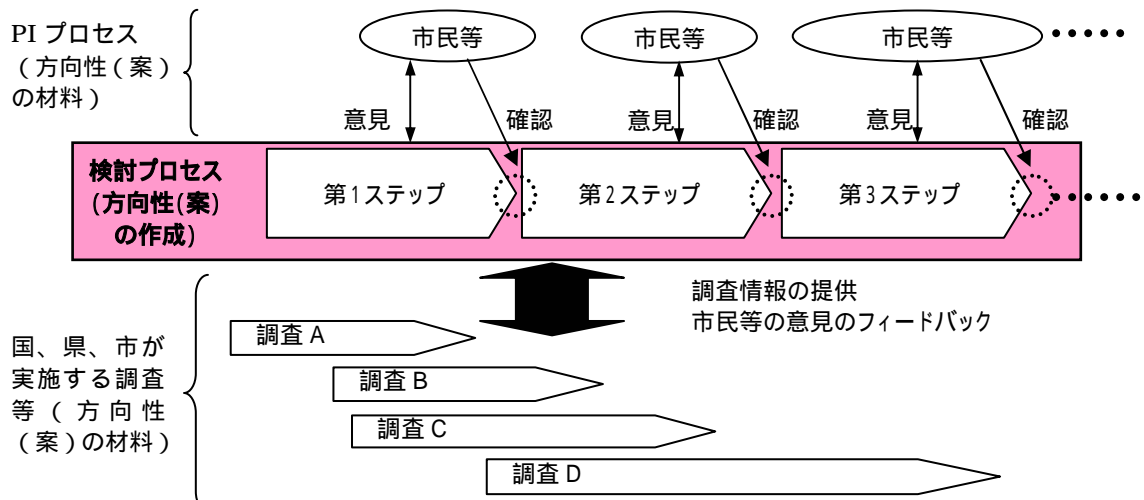 PI プロセス
（方向性（案）
の材料）
市民等
市民等
市民等
意見
確認
意見
確認
意見
確認
検討プロセス
(方向性(案)
の作成)
第1ステップ
第2ステップ
第3ステップ
調査情報の提供
市民等の意見のフィードバック
国、県、市が
実施する調査
等（方向性
（案）の材料）
調査 A
調査 B
調査 C
調査 D